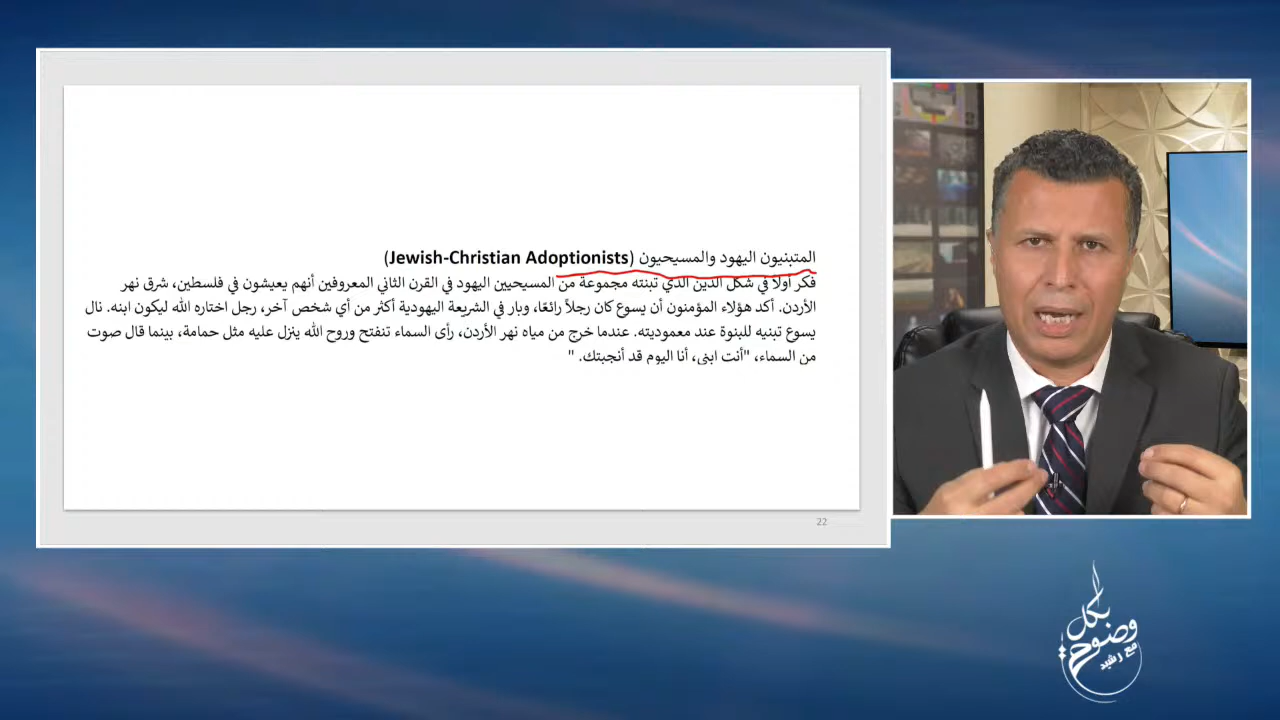 المتبنيون اليهود والمسيحيون (Jewish-Christian Adoptionists)
فكر أولاً في شكل الدين الذي تبنته مجموعة من المسيحيين اليهود في القرن الثاني المعروفين أنهم يعيشون في فلسطين، شرق نهر
الأردن. أكد هؤلاء المؤمنون أن يسوع كان رجلاً رائعًا، وبار في الشريعة اليهودية أكثر من أي شخص آخر، رجل اختاره الله ليكون ابنه. نال
يسوع تبنيه للبنوة عند معموديته. عندما خرج من مياه نهر الأردن، رأى السماء تنفتح وروح الله ينزل عليه مثل حمامة، بينما قال صوت
من السماء، "أنت ابني، أنا اليوم قد أنجبتك. "
22
بكل
وضوح
مع رشيد